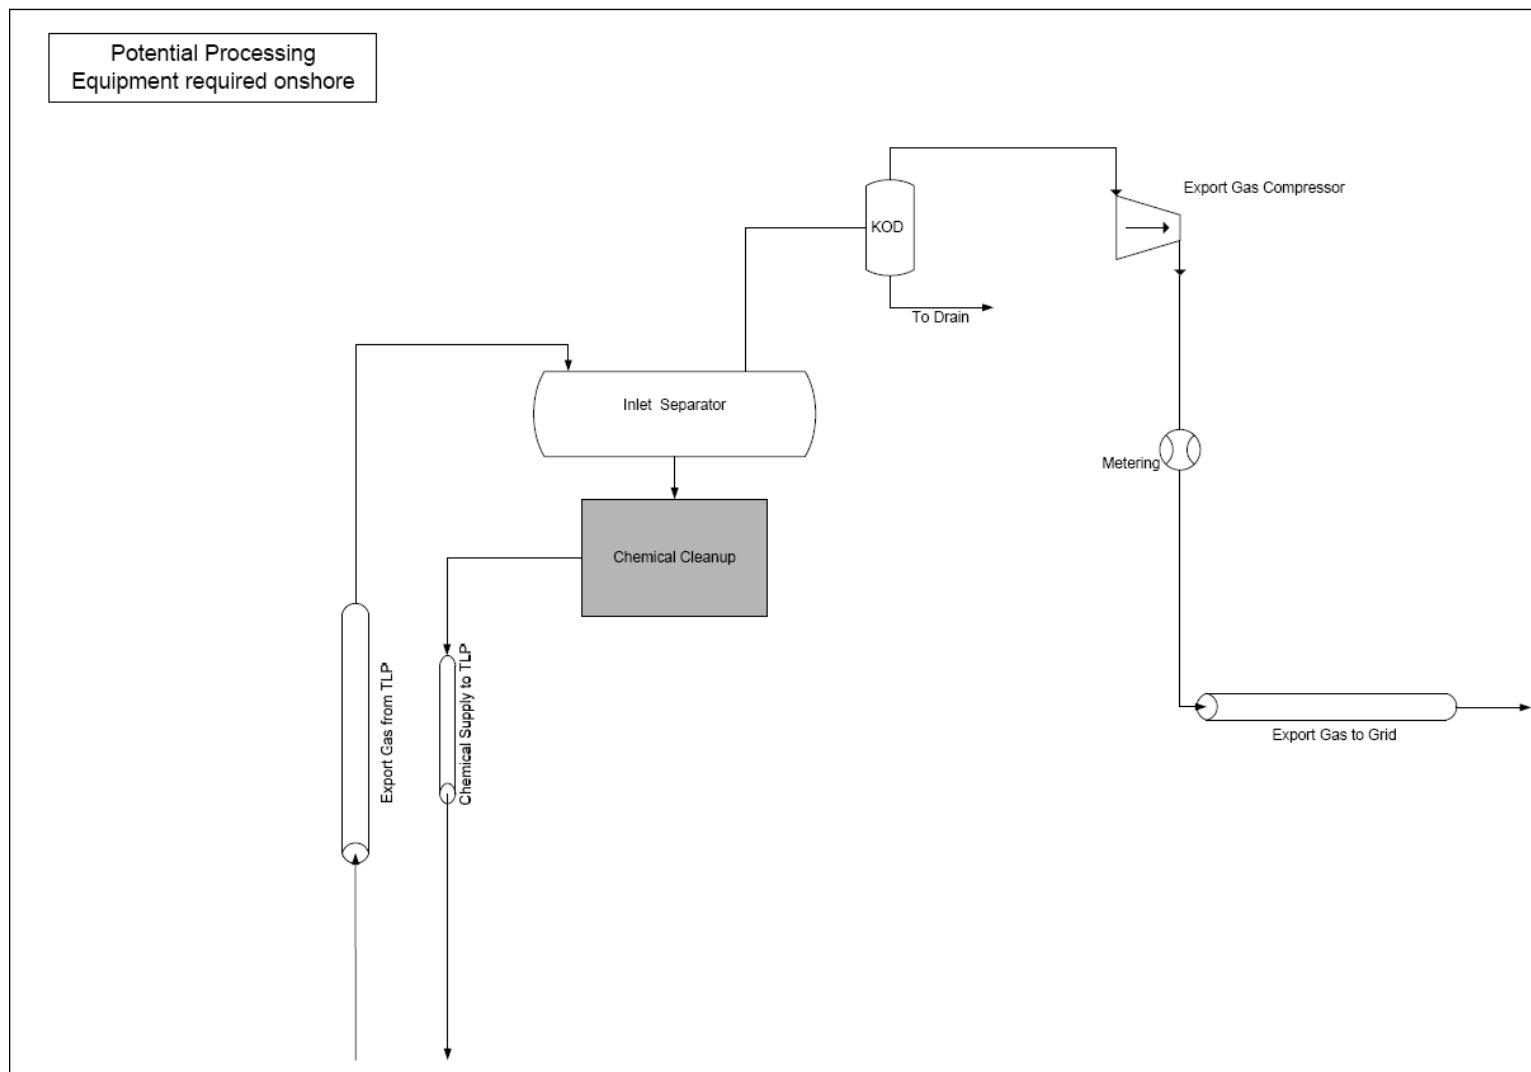 Potential Processing
Equipment required onshore
Export Gas Compressor
KOD
To Drain
Inlet Separator
Metering
Chemical Cleanup
Export Gas from TLP
Chemical Supply to TLP
Export Gas to Grid